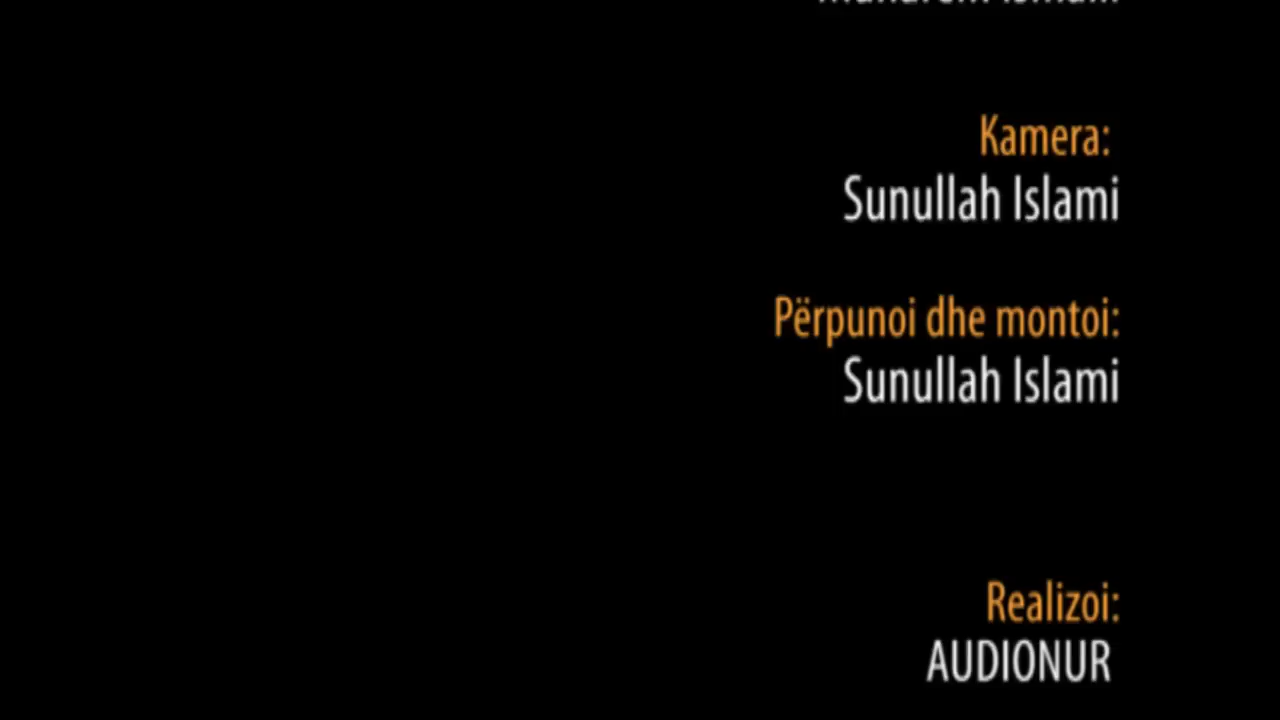 Kamera:
Sunullah Islami
Përpunoi dhe montoi:
Sunullah Islami
Realizoi:
AUDIONUR